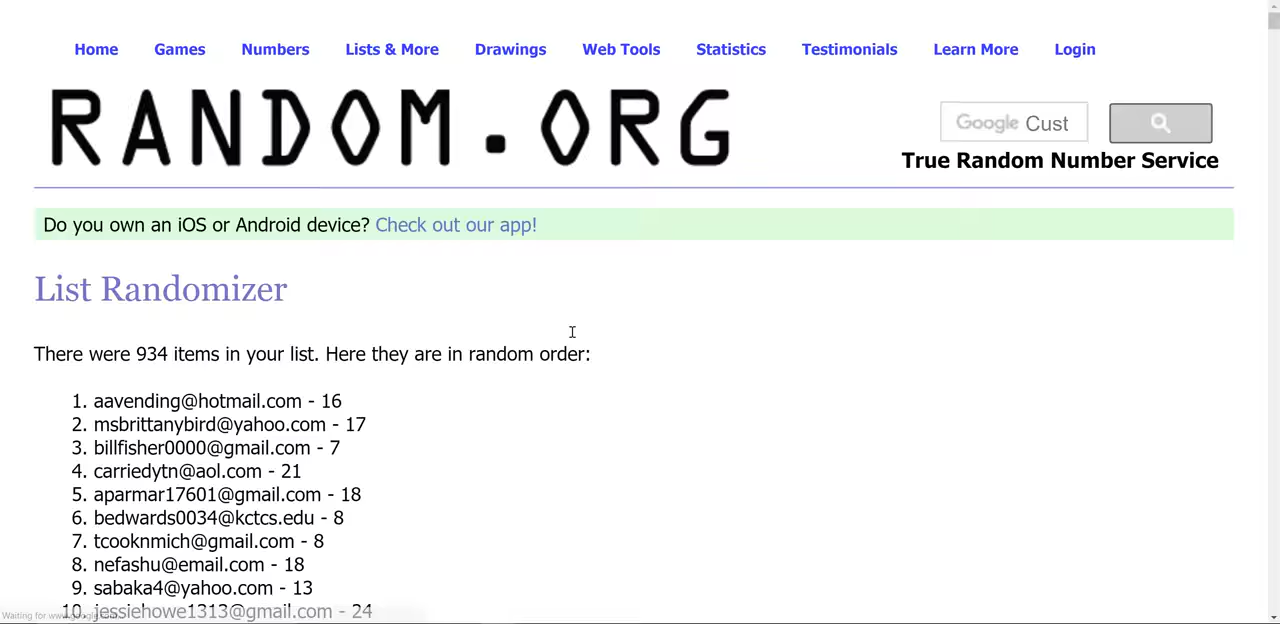 Home Games Numbers Lists & More Drawings Web Tools Statistics Testimonials Learn More Login
RANDOM.ORG
Google Cust
True Random Number Service
Do you own an iOS or Android device? Check out our app!
List Randomizer
There were 934 items in your list. Here they are in random order:
1. aavending@hotmail.com - 16
2. msbrittanybird@yahoo.com - 17
3. billfisher0000@gmail.com - 7
4. carriedytn@aol.com - 21
5. aparmar17601@gmail.com - 18
6. bedwards0034@kctcs.edu - 8
7. tcooknmich@gmail.com - 8
8. nefashu@email.com - 18
9. sabaka4@yahoo.com - 13
10. jessiehowe1313@gmail.com - 24
Waiting for